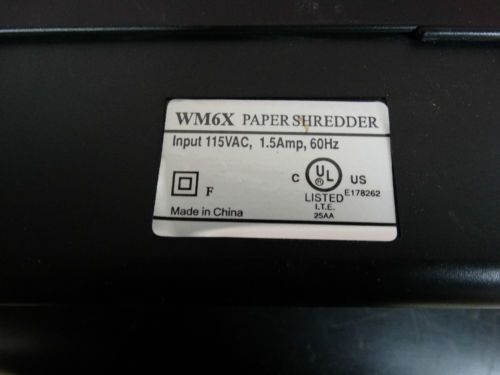 WM6X PAPER SHREDDER
Input 115VAC, 1.5Amp, 60Hz
C UL ® US
F
LISTED E178262
I.T.E.
Made in China
25AA